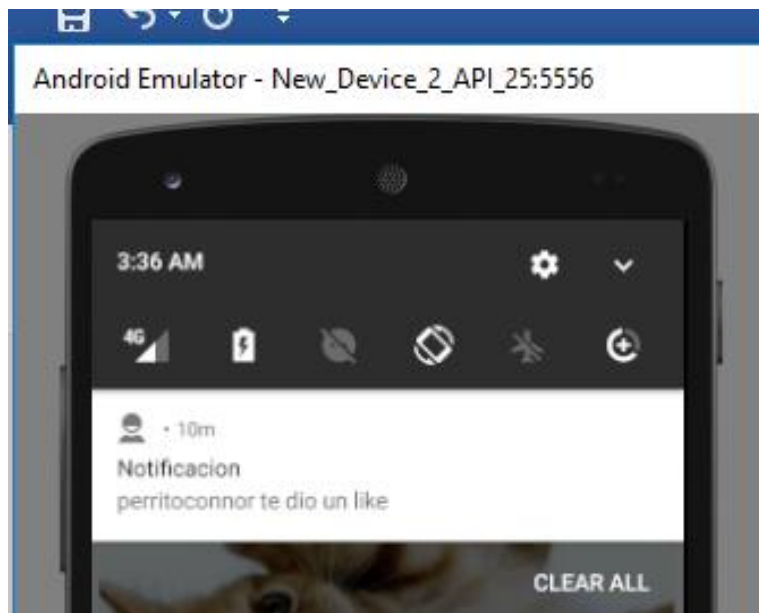 Android Emulator - New_Device_2_API_25:5556
3:36 AM
4G
• 10m
Notificacion
perritoconnor te dio un like
CLEAR ALL